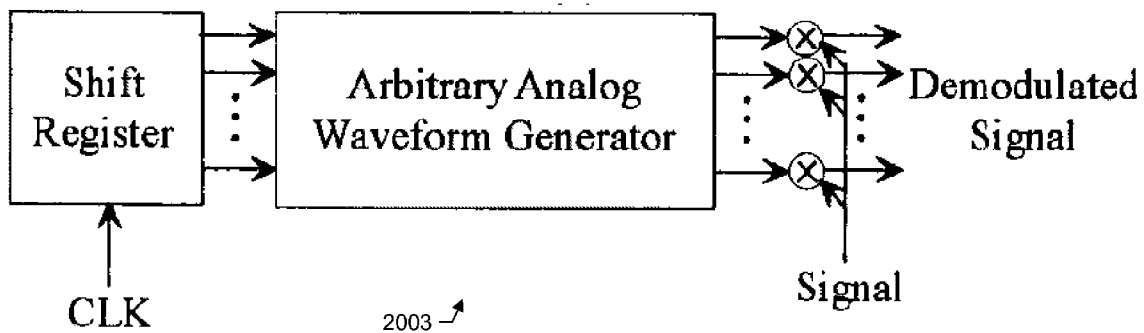 Shift
Register
Arbitrary Analog
Waveform Generator
Demodulated
Signal
CLK
Signal
2003